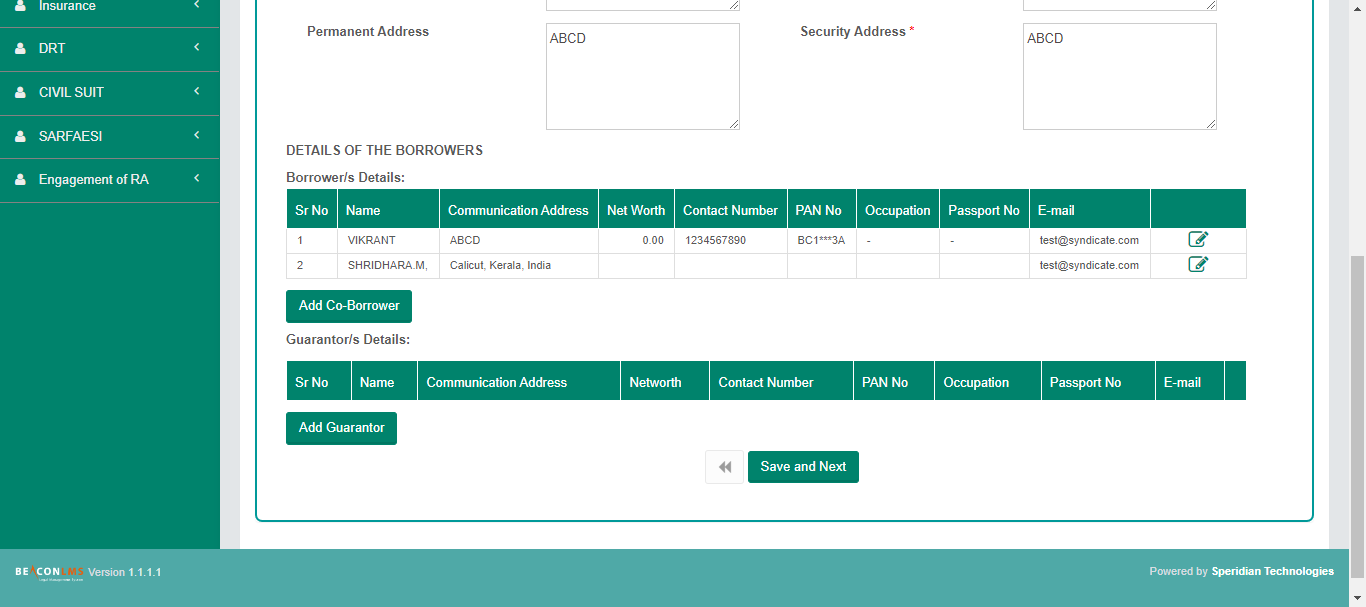 Insurance
DRT
CIVIL SUIT
SARFAESI
Engagement of RA
Permanent Address ABCD Security Address * ABCD
DETAILS OF THE BORROWERS
Borrower/s Details:
Sr No Name Communication Address Net Worth Contact Number PAN No Occupation Passport No E-mail
1 VIKRANT ABCD 0.00 1234567890 BC1***3A - - test@syndicate.com
2 SHRIDHARA.M, Calicut, Kerala, India test@syndicate.com
Add Co-Borrower
Guarantor/s Details:
Sr No Name Communication Address Networth Contact Number PAN No Occupation Passport No E-mail
Add Guarantor
Save and Next
BEACONLMS Version 1.1.1.1
Powered by Speridian Technologies